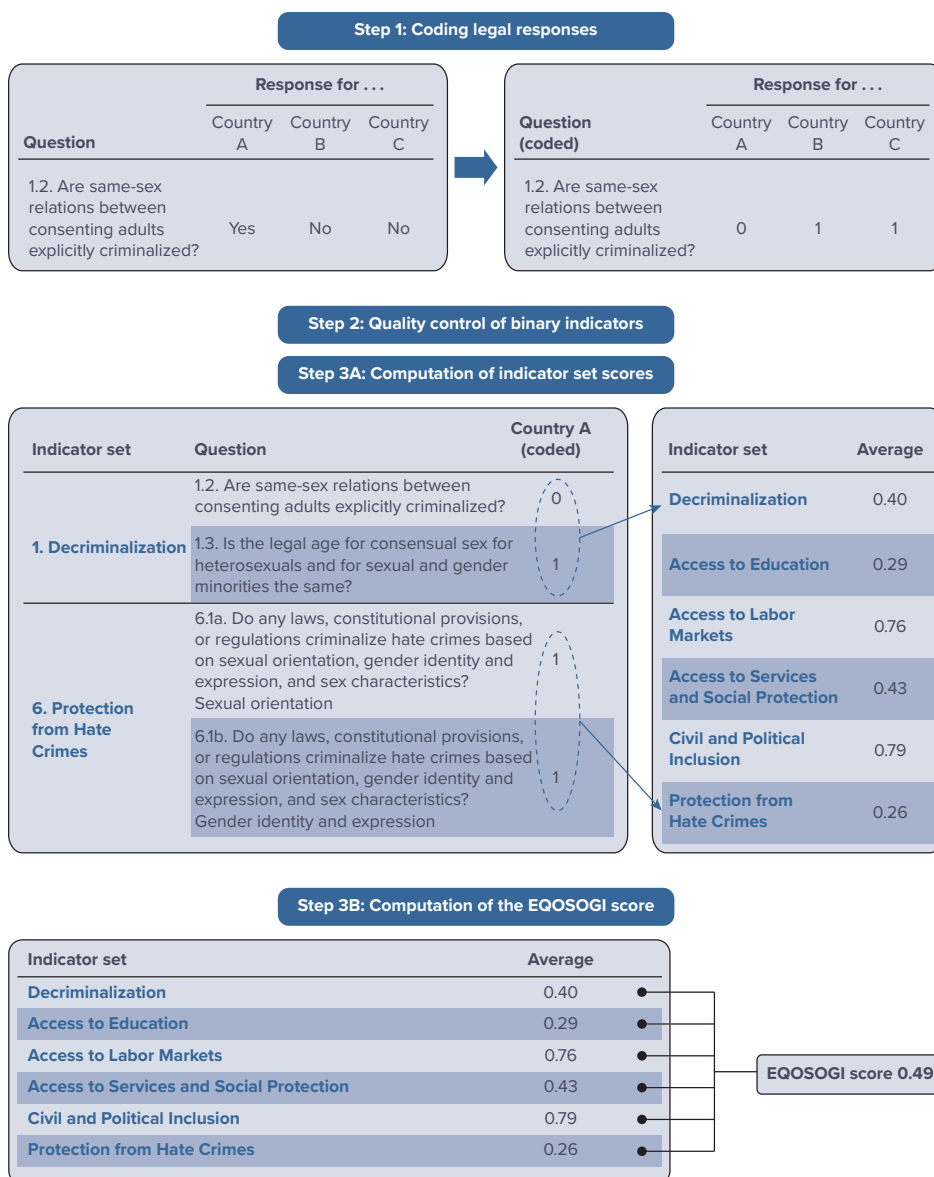 Step 1: Coding legal responses
Response for . . .
Question
Country A
Country B
Country C
1.2. Are same-sex
relations between
consenting adults
explicitly criminalized?
Yes No No
Response for . . .
Question
(coded)
Country A
Country B
Country C
1.2. Are same-sex
relations between
consenting adults
explicitly criminalized?
0 1 1
Step 2: Quality control of binary indicators
Step 3A: Computation of indicator set scores
Indicator set
Question
Country A
(coded)
1. Decriminalization
1.2. Are same-sex relations between
consenting adults explicitly criminalized?
0
1.3. Is the legal age for consensual sex for
heterosexuals and for sexual and gender
minorities the same?
1
6. Protection
from Hate
Crimes
6.1a. Do any laws, constitutional provisions,
or regulations criminalize hate crimes based
on sexual orientation, gender identity and
expression, and sex characteristics?
Sexual orientation
1
6.1b. Do any laws, constitutional provisions,
or regulations criminalize hate crimes based
on sexual orientation, gender identity and
expression, and sex characteristics?
Gender identity and expression
1
Indicator set Average
Decriminalization 0.40
Access to Education 0.29
Access to Labor
Markets
0.76
Access to Services
and Social Protection
0.43
Civil and Political
Inclusion
0.79
Protection from
Hate Crimes
0.26
Step 3B: Computation of the EQOSOGI score
Indicator set Average
Decriminalization 0.40
Access to Education 0.29
Access to Labor Markets 0.76
Access to Services and Social Protection 0.43
Civil and Political Inclusion 0.79
Protection from Hate Crimes 0.26
EQOSOGI score 0.49